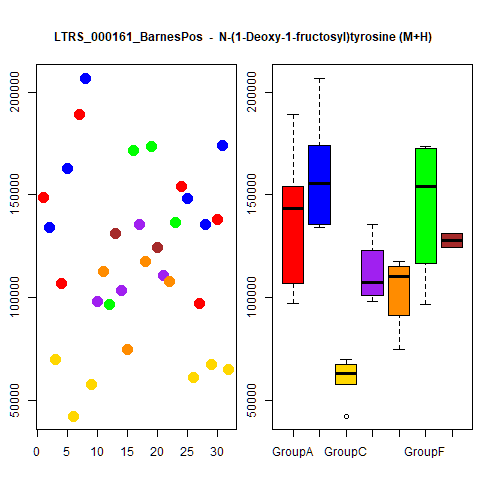 LTRS_000161_BarnesPos - N-(1-Deoxy-1-fructosyl)tyrosine (M+H)
50000 100000 150000 200000
0 5 10 15 20 25 30
50000 100000 150000 200000
GroupA GroupC GroupF